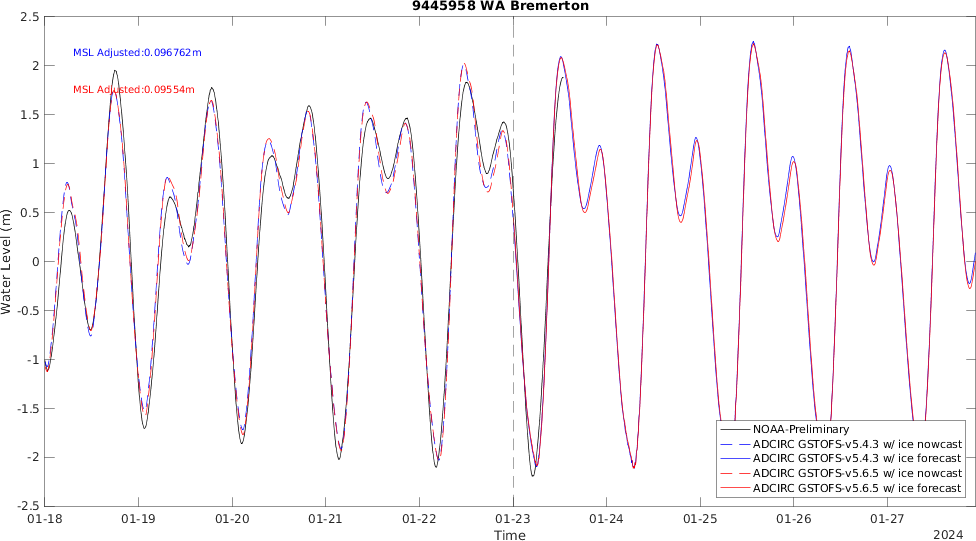 9445958 WA Bremerton
2.5
2
1.5
1
0.5
0
-0.5
-1
-1.5
-2
-2.5
Water Level (m)
MSL Adjusted:0.096762m
MSL Adjusted:0.09554m
NOAA-Preliminary
ADCIRC GSTOFS-v5.4.3 w/ ice nowcast
ADCIRC GSTOFS-v5.4.3 w/ ice forecast
ADCIRC GSTOFS-v5.6.5 w/ ice nowcast
ADCIRC GSTOFS-v5.6.5 w/ ice forecast
01-18 01-19 01-20 01-21 01-22 01-23 01-24 01-25 01-26 01-27
Time
2024